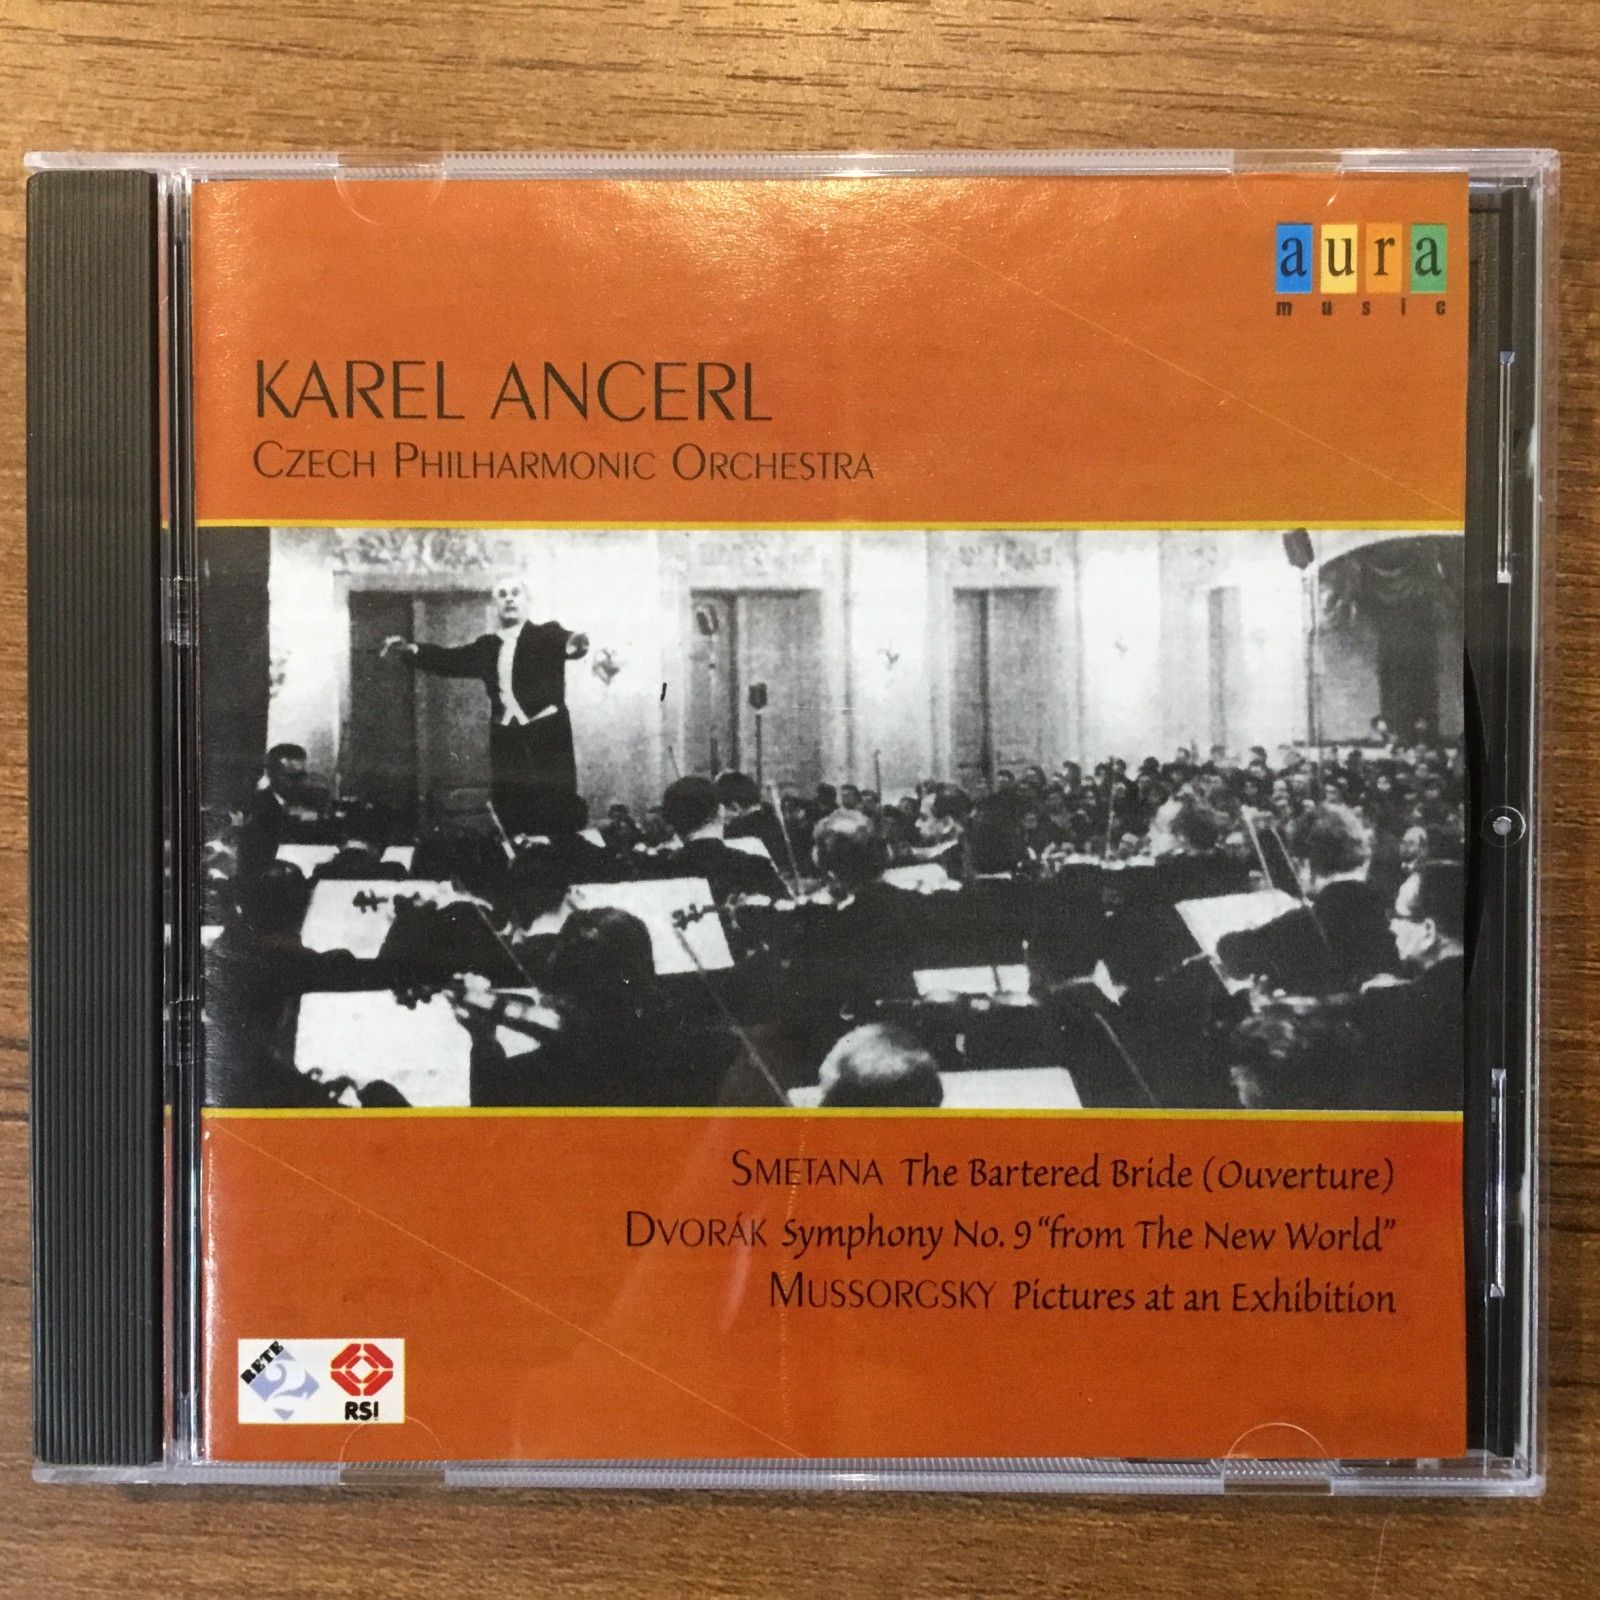 aura
music
KAREL ANCERL
CZECH PHILHARMONIC ORCHESTRA
SMETANA The Bartered Bride (Ouverture)
DVORÁK Symphony No. 9 “from The New World”
MUSSORGSKY Pictures at an Exhibition
RETE 2
RSI